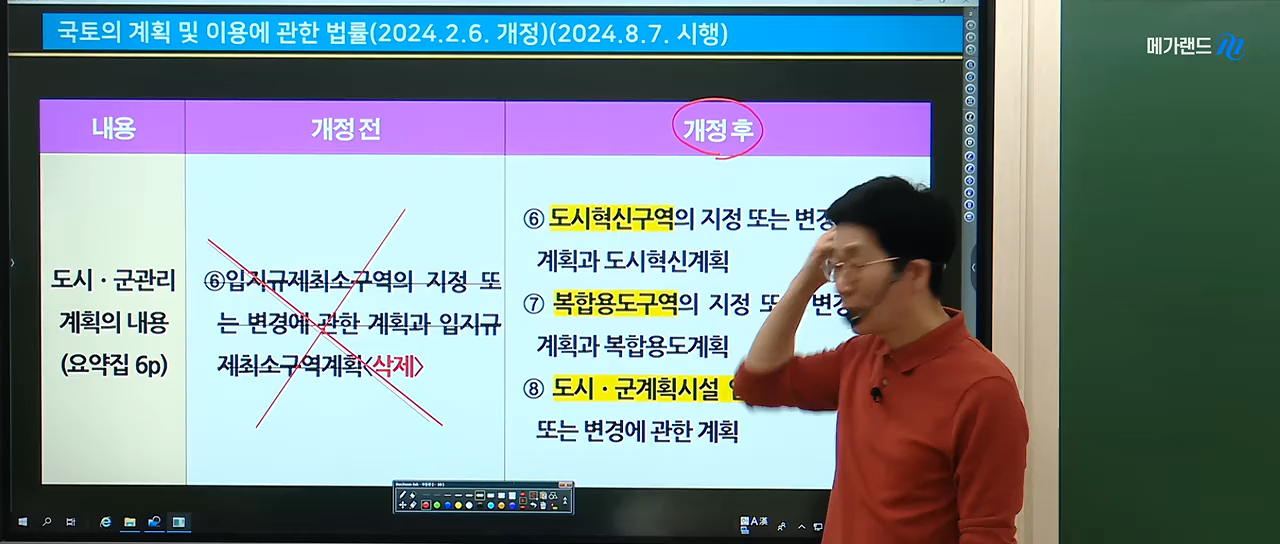 국토의 계획 및 이용에 관한 법률(2024.2.6. 개정)(2024.8.7. 시행)
메가랜드
내용
개정 전
개정 후
도시 · 군관리
계획의 내용
(요약집 6p)
⑥입지규제최소구역의 지정 또
는 변경에 관한 계획과 입지규
제최소구역계획<삭제>
⑥ 도시혁신구역의 지정 또는
계획과 도시혁신계획
⑦ 복합용도구역의 지정
계획과 복합용도계획
⑧ 도시 · 군계획시설
또는 변경에 관한 계획